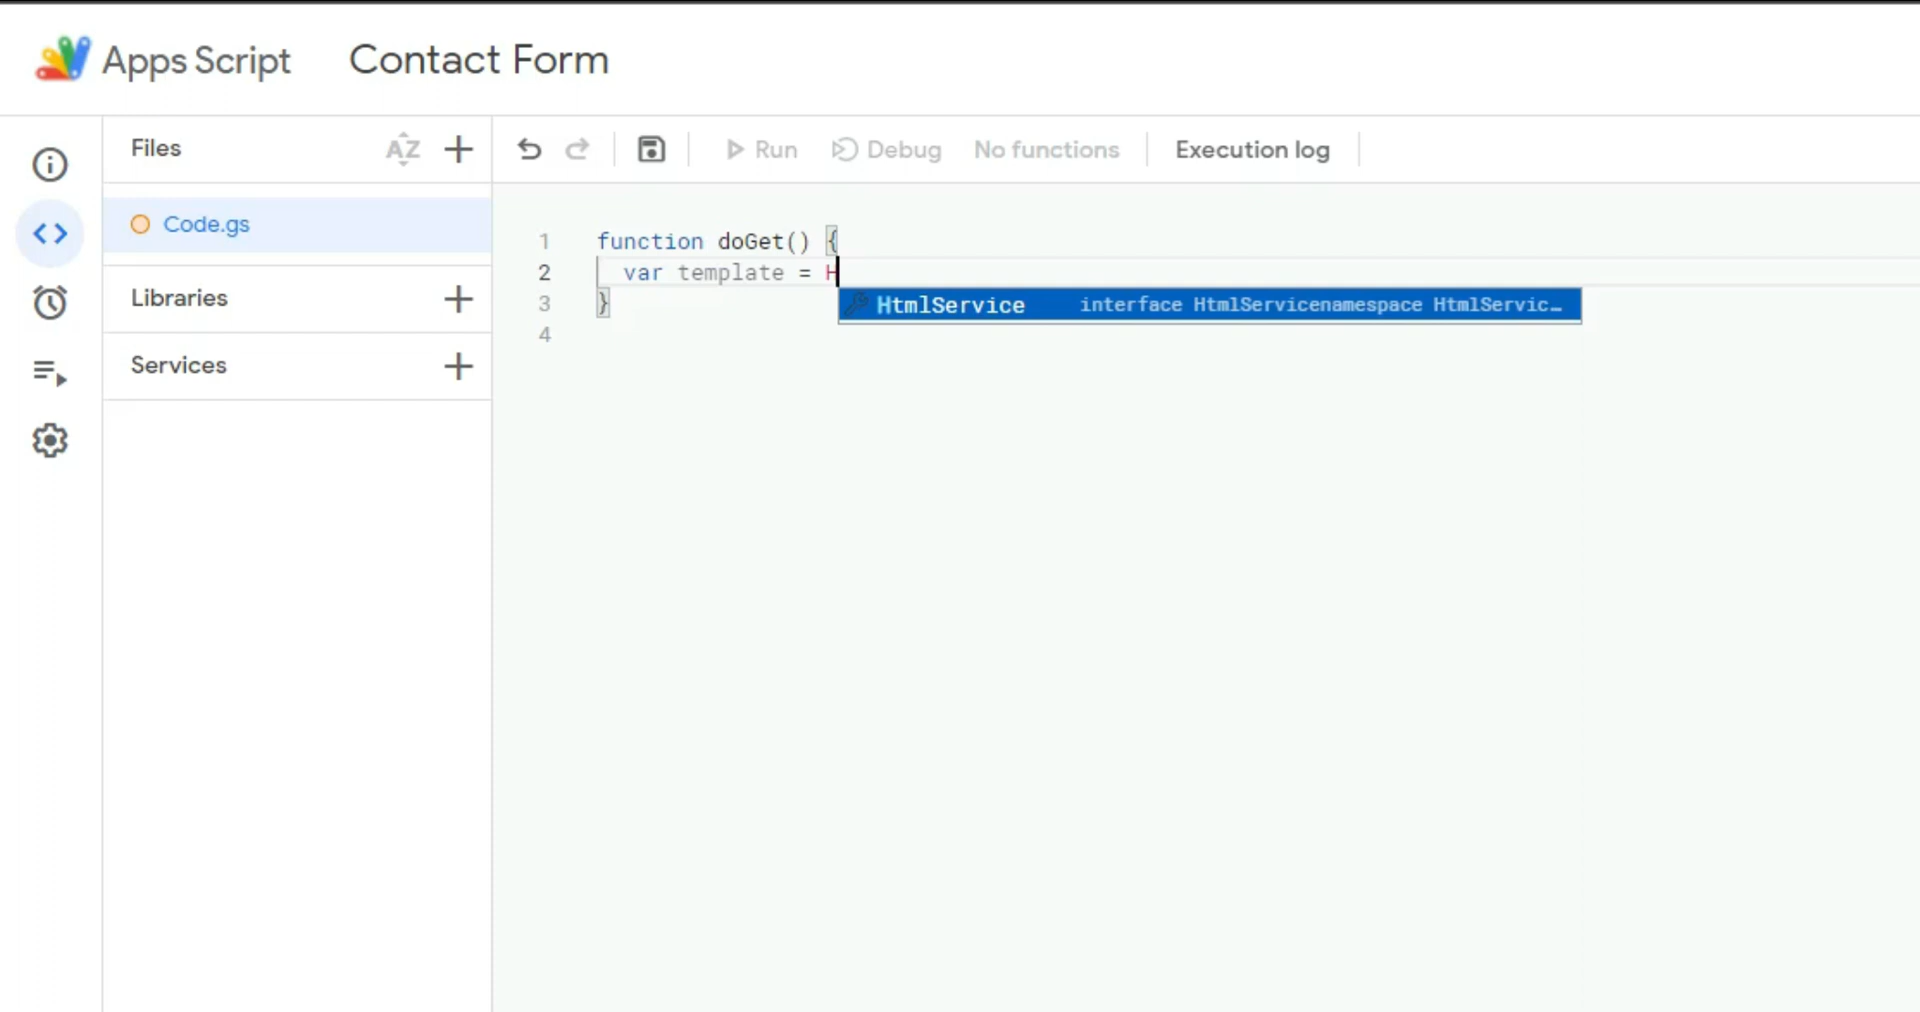 Apps Script Contact Form
Files AZ
Run Debug No functions Execution log
Code.gs
Libraries
Services
1 function doGet() {
2 var template = H
3 }
HtmlService interface HtmlServicenamespace HtmlServic…
4